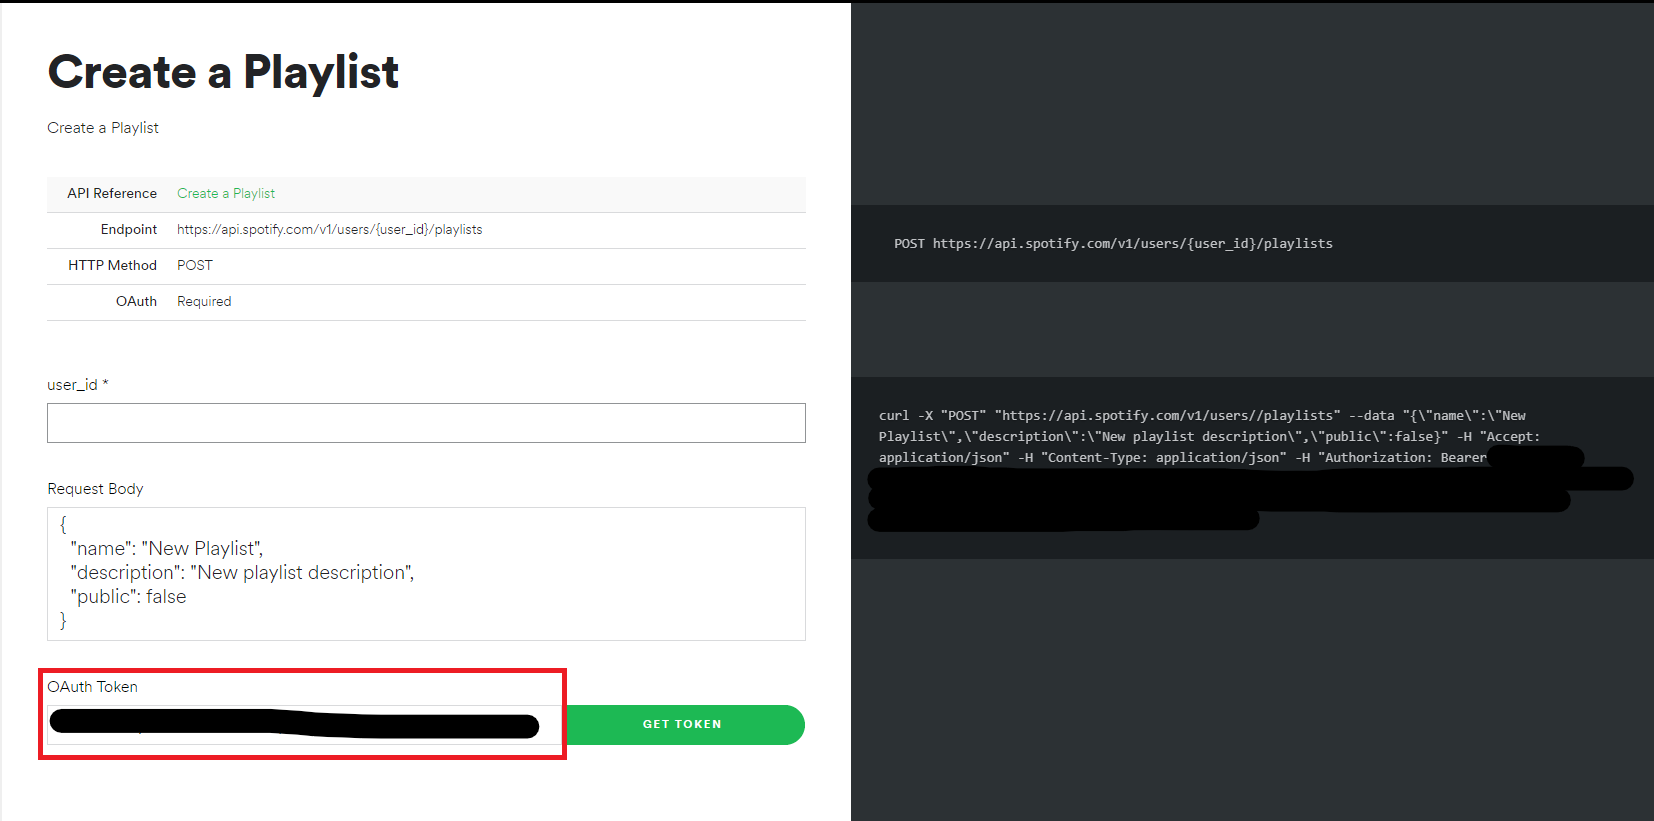 Create a Playlist
Create a Playlist
API Reference Create a Playlist
Endpoint https://api.spotify.com/v1/users/{user_id}/playlists
HTTP Method POST
OAuth Required
user_id *
Request Body
{
"name": "New Playlist",
"description": "New playlist description",
"public": false
}
OAuth Token
GET TOKEN
POST https://api.spotify.com/v1/users/{user_id}/playlists
curl -X "POST" "https://api.spotify.com/v1/users//playlists" --data "{\"name\":\"New
Playlist\",\"description\":\"New playlist description\",\"public\":false}" -H "Accept:
application/json" -H "Content-Type: application/json" -H "Authorization: Bearer